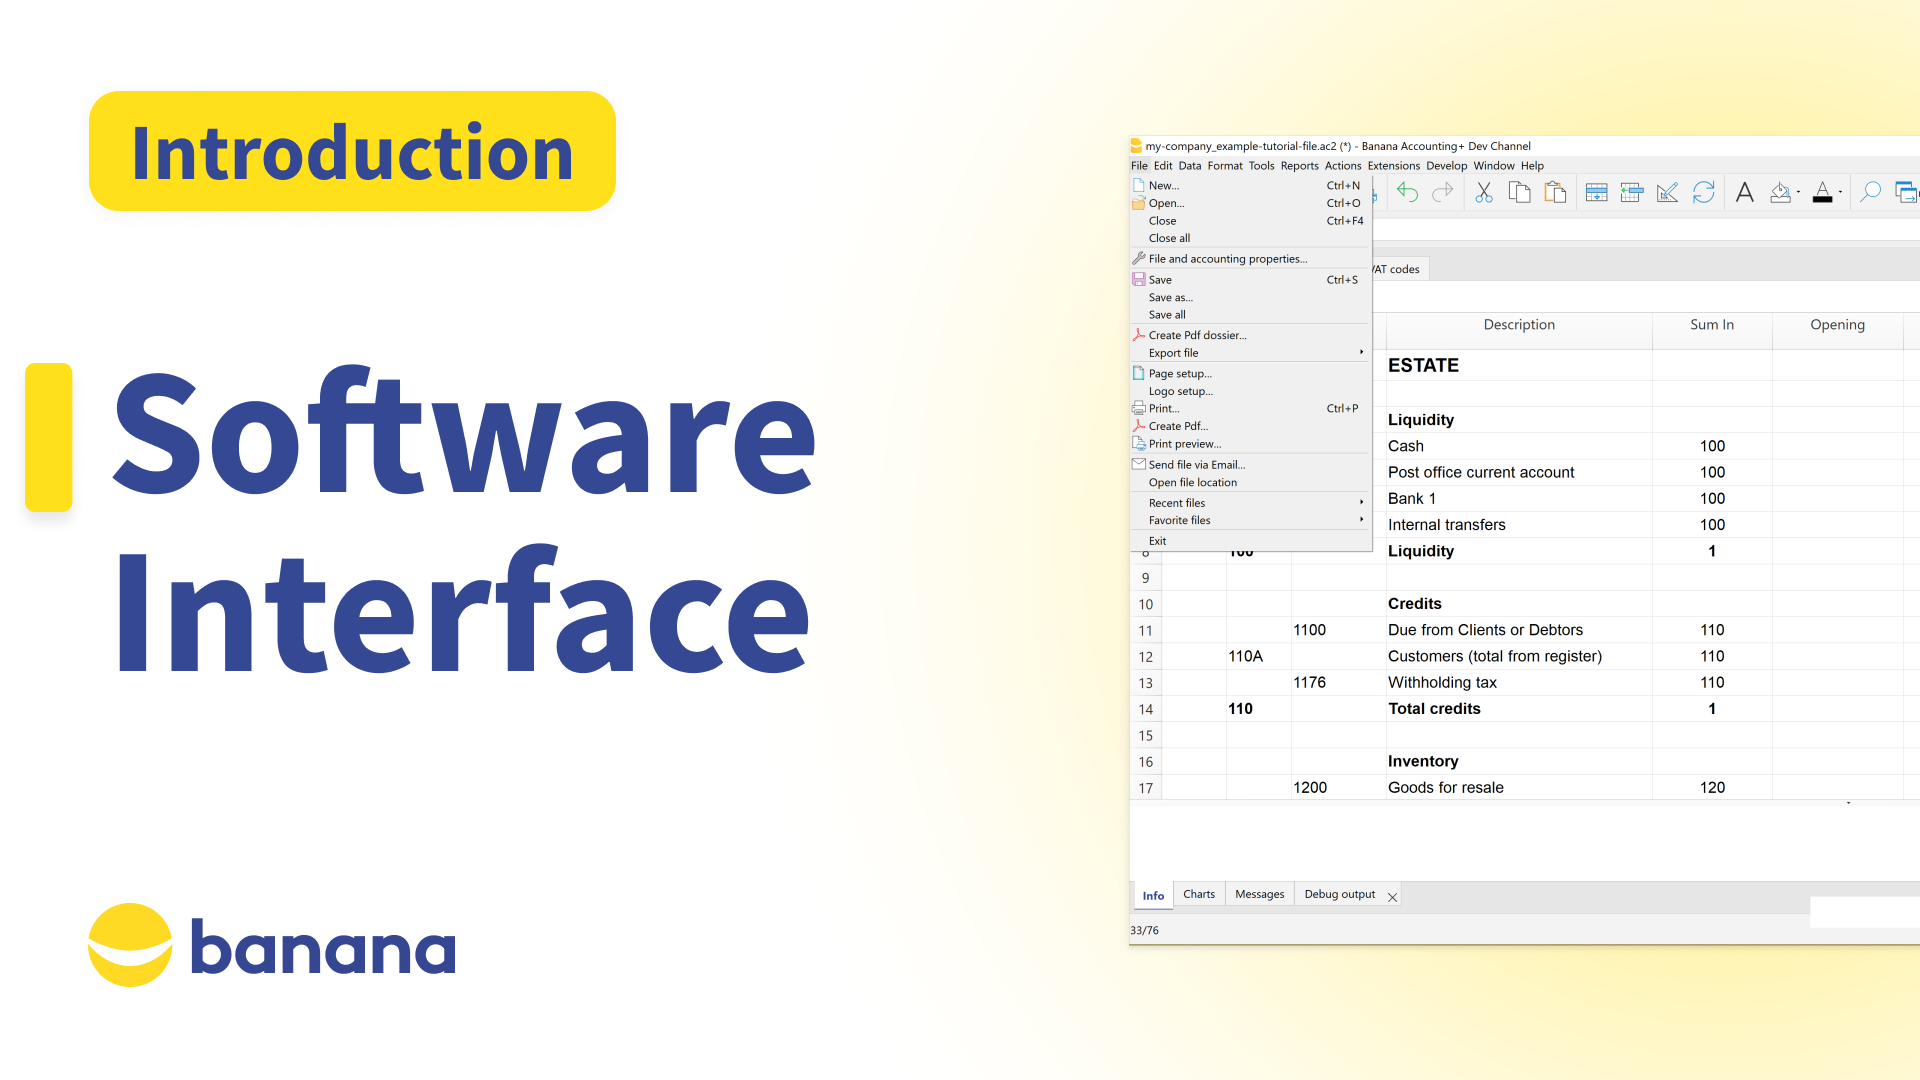 Introduction
Software
Interface
banana
my-company_example-tutorial-file.ac2 (*) - Banana Accounting+ Dev Channel
File Edit Data Format Tools Reports Actions Extensions Develop Window Help
New... Ctrl+N
Open... Ctrl+O
Close Ctrl+F4
Close all
File and accounting properties...
Save Ctrl+S
Save as...
Save all
Create Pdf dossier...
Export file
Page setup...
Logo setup...
Print... Ctrl+P
Create Pdf...
Print preview...
Send file via Email...
Open file location
Recent files
Favorite files
Exit
VAT codes
Description Sum In Opening
ESTATE
Liquidity
Cash 100
Post office current account 100
Bank 1 100
Internal transfers 100
8 100 Liquidity 1
9
10 Credits
11 1100 Due from Clients or Debtors 110
12 110A Customers (total from register) 110
13 1176 Withholding tax 110
14 110 Total credits 1
15
16 Inventory
17 1200 Goods for resale 120
Info Charts Messages Debug output
33/76